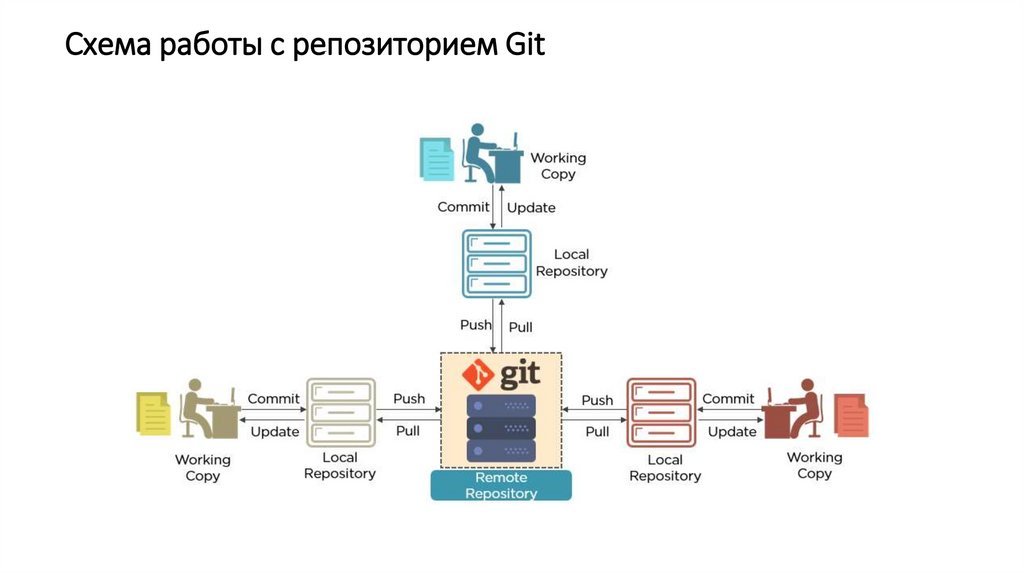 Схема работы с репозиторием Git
Working
Copy
Commit
Update
Local
Repository
Push
Pull
git
Commit
Push
Push
Commit
Update
Pull
Pull
Update
Working
Copy
Local
Repository
Remote
Repository
Local
Repository
Working
Copy